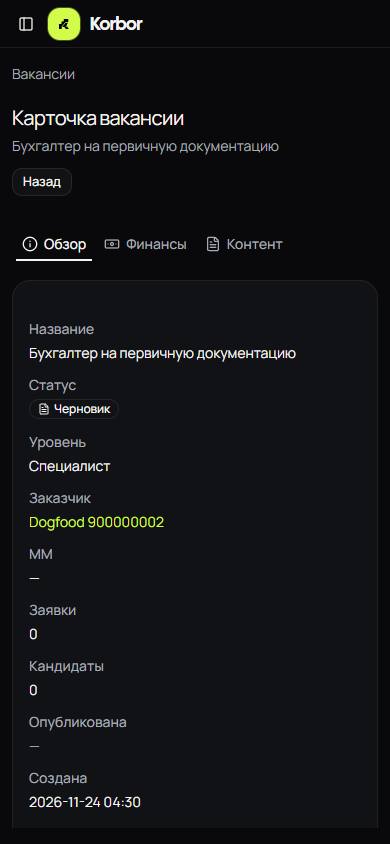 Korbor
Вакансии
Карточка вакансии
Бухгалтер на первичную документацию
Назад
Обзор Финансы Контент
Название
Бухгалтер на первичную документацию
Статус
Черновик
Уровень
Специалист
Заказчик
Dogfood 900000002
ММ
—
Заявки
0
Кандидаты
0
Опубликована
—
Создана
2026-11-24 04:30